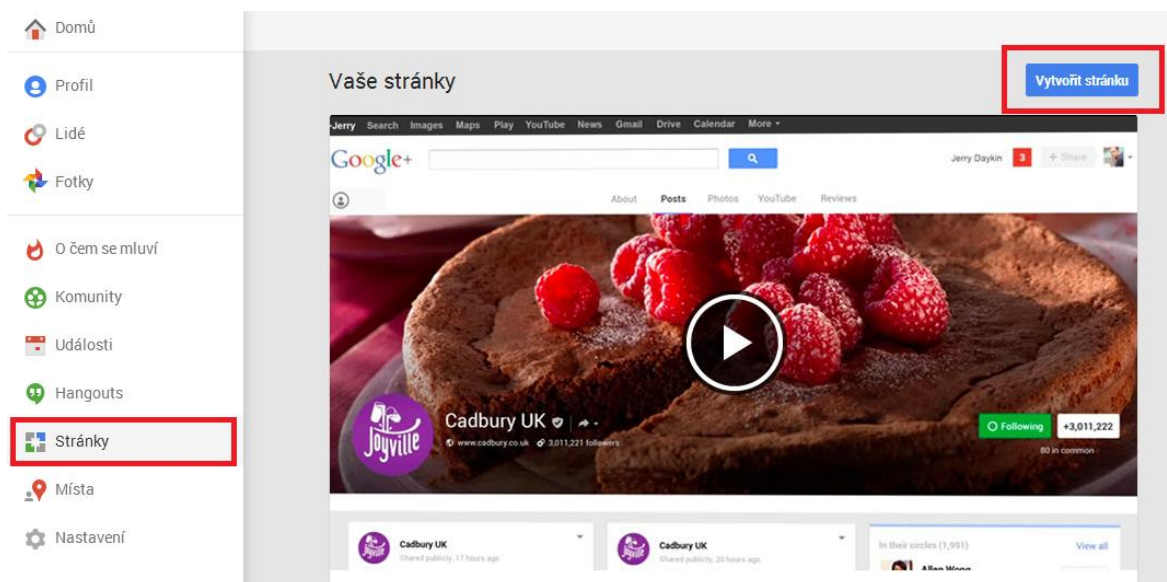 Domů
Profil
Lidé
Fotky
O čem se mluví
Komunity
Události
Hangouts
Stránky
Místa
Nastavení
Vaše stránky
Vytvořit stránku
+Jerry Search Images Maps Play YouTube News Gmail Drive Calendar More
Google+
Jerry Daykin 3 + Share
About Posts Photos YouTube Reviews
Joyville
Cadbury UK
www.cadbury.co.uk 3,011,221 followers
Following +3,011,222
80 in common
Joyville
Cadbury UK
Shared publicly, 17 hours ago
Joyville
Cadbury UK
Shared publicly, 20 hours ago
In their circles (1,991) View all
Allen Wong